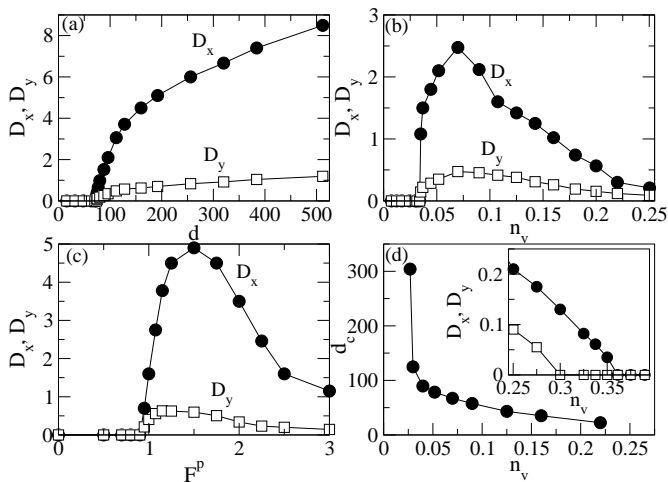 (a)
D_x
D_y
D_x, D_y
0
2
4
6
8
0 100 200 300 400 500
d
(b)
D_x
D_y
D_x, D_y
0
1
2
3
0 0.05 0.1 0.15 0.2 0.25
n_v
(c)
D_x
D_y
D_x, D_y
0
1
2
3
4
5
0 1 2 3
F^p
(d)
d_c
0
50
100
150
200
250
300
0 0.05 0.1 0.15 0.2 0.25
n_v
D_x, D_y
0
0.1
0.2
0.25 0.3 0.35
n_v